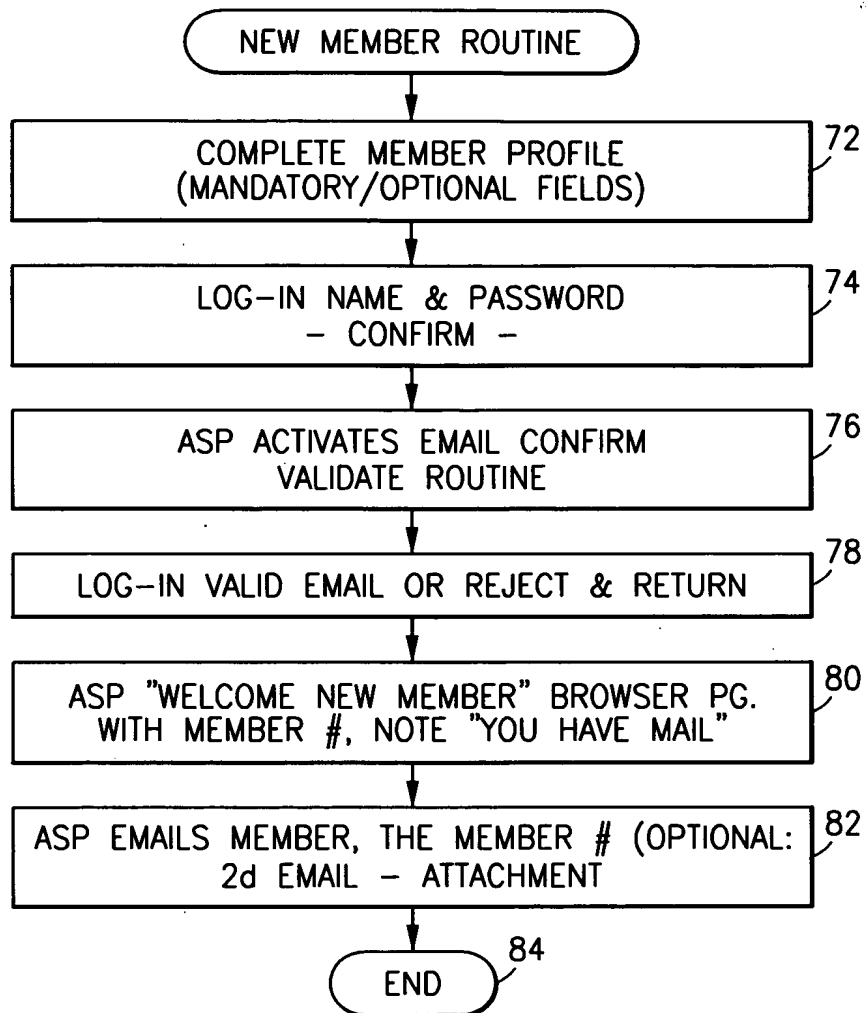 NEW MEMBER ROUTINE
72
COMPLETE MEMBER PROFILE
(MANDATORY/OPTIONAL FIELDS)
74
LOG-IN NAME & PASSWORD
- CONFIRM -
76
ASP ACTIVATES EMAIL CONFIRM
VALIDATE ROUTINE
78
LOG-IN VALID EMAIL OR REJECT & RETURN
80
ASP "WELCOME NEW MEMBER" BROWSER PG.
WITH MEMBER #, NOTE "YOU HAVE MAIL"
82
ASP EMAILS MEMBER, THE MEMBER # (OPTIONAL:
2d EMAIL - ATTACHMENT
84
END